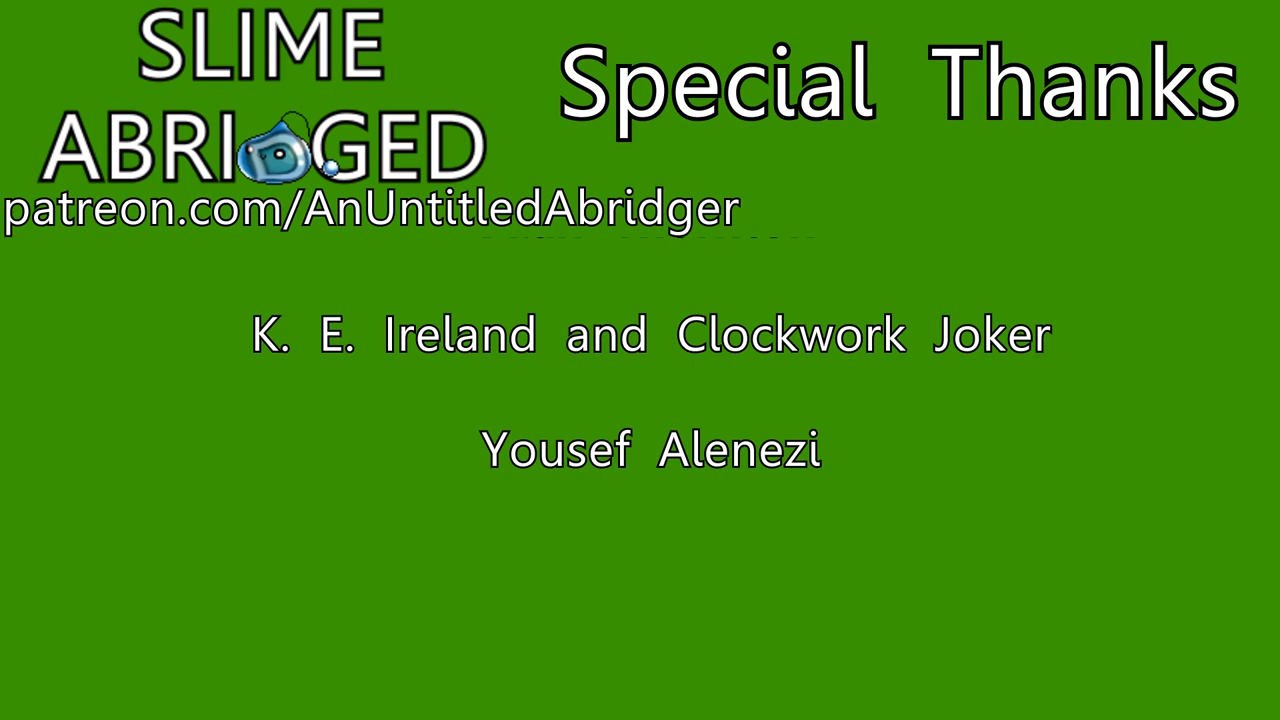 SLIME
ABRIDGED
Special Thanks
patreon.com/AnUntitledAbridger
K. E. Ireland and Clockwork Joker
Yousef Alenezi